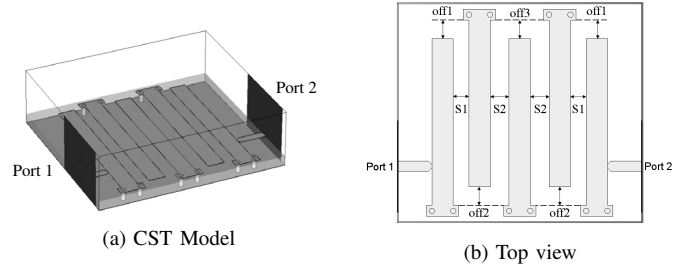 Port 2
Port 1
(a) CST Model
off1
off3
off1
S1
S2
S2
S1
Port 1
Port 2
off2
off2
(b) Top view